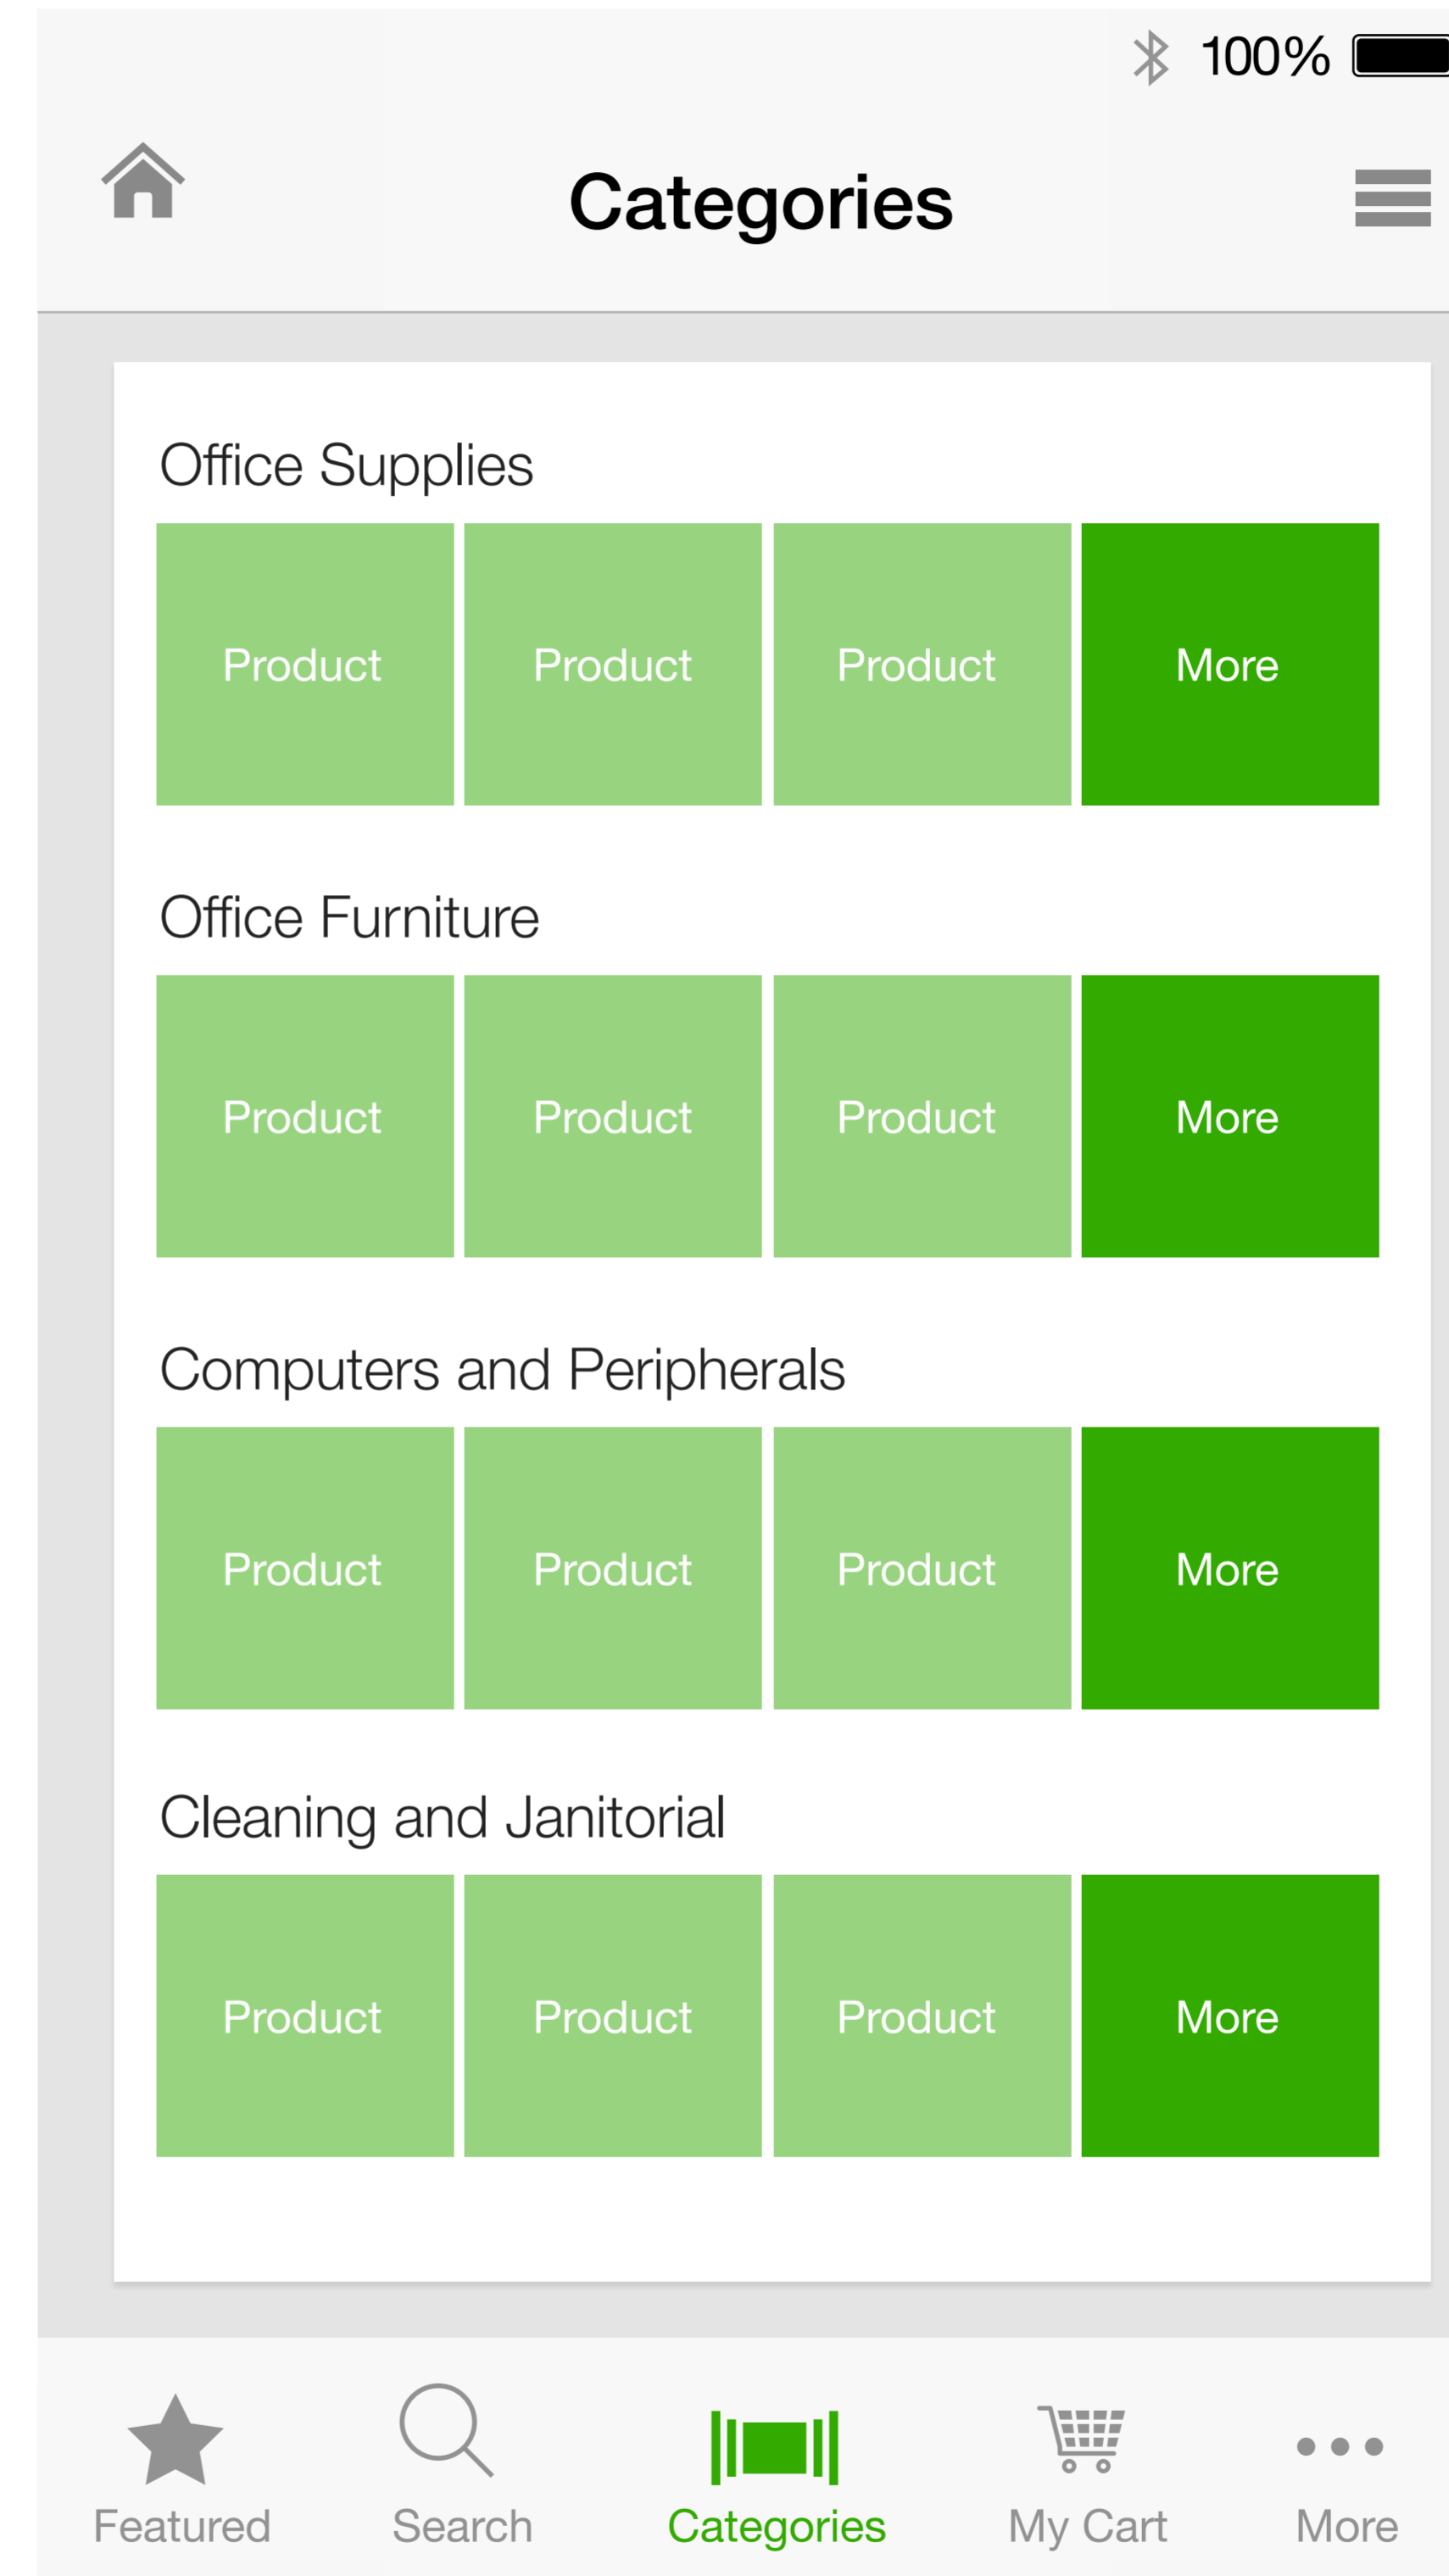 100%
Categories
Office Supplies
Product Product Product More
Office Furniture
Product Product Product More
Computers and Peripherals
Product Product Product More
Cleaning and Janitorial
Product Product Product More
Featured Search Categories My Cart More